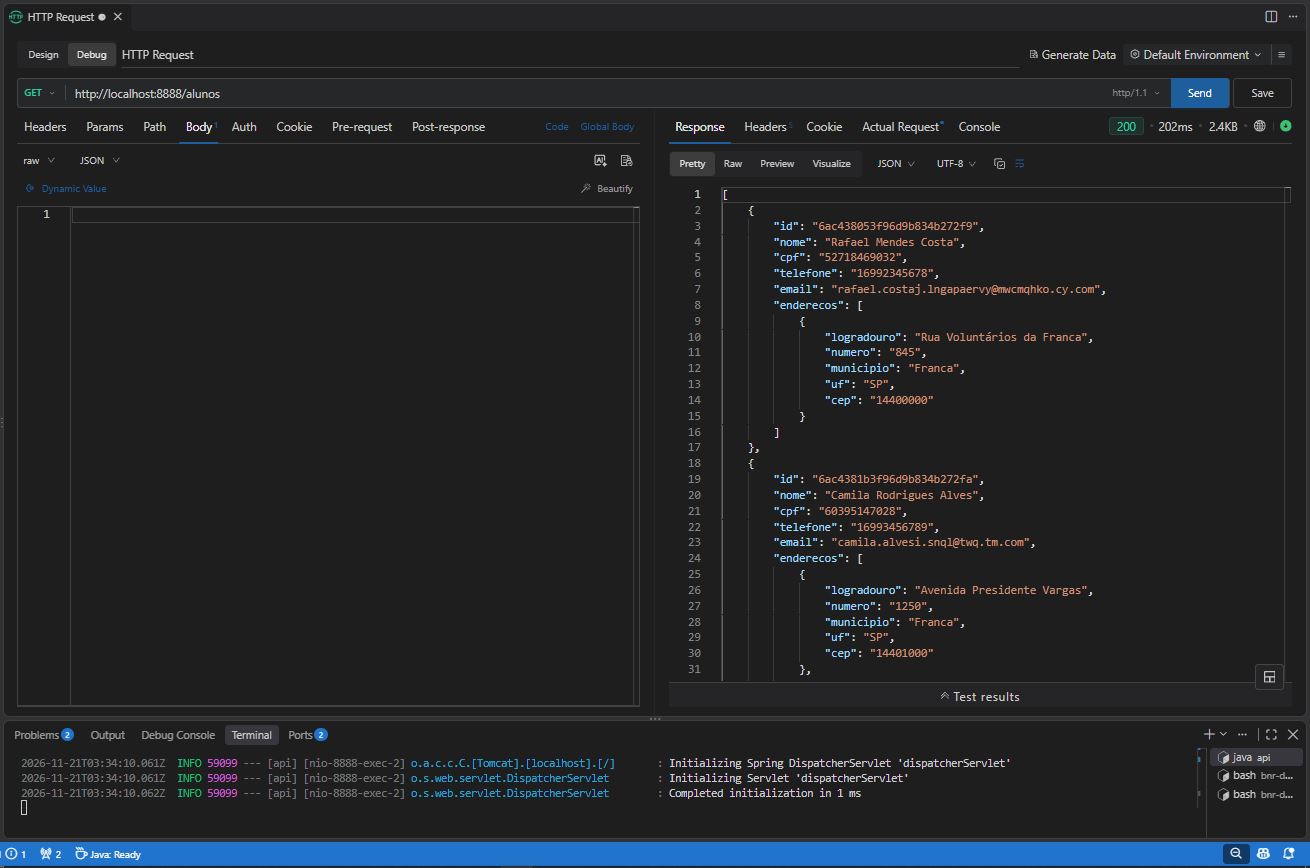 HTTP Request
Design Debug HTTP Request Generate Data Default Environment
GET http://localhost:8888/alunos http/1.1 Send Save
Headers Params Path Body 1 Auth Cookie Pre-request Post-response Code Global Body
raw JSON
Dynamic Value Beautify
1
Response Headers 5 Cookie Actual Request Console 200 202ms 2.4KB
Pretty Raw Preview Visualize JSON UTF-8
1 [
2 {
3 "id": "6ac438053f96d9b834b272f9",
4 "nome": "Rafael Mendes Costa",
5 "cpf": "52718469032",
6 "telefone": "16992345678",
7 "email": "rafael.costaj.lngapaervy@mwcmqhko.cy.com",
8 "enderecos": [
9 {
10 "logradouro": "Rua Voluntários da Franca",
11 "numero": "845",
12 "municipio": "Franca",
13 "uf": "SP",
14 "cep": "14400000"
15 }
16 ]
17 },
18 {
19 "id": "6ac4381b3f96d9b834b272fa",
20 "nome": "Camila Rodrigues Alves",
21 "cpf": "60395147028",
22 "telefone": "16993456789",
23 "email": "camila.alvesi.snql@twq.tm.com",
24 "enderecos": [
25 {
26 "logradouro": "Avenida Presidente Vargas",
27 "numero": "1250",
28 "municipio": "Franca",
29 "uf": "SP",
30 "cep": "14401000"
31 },
Test results
Problems 2 Output Debug Console Terminal Ports 2
2026-11-21T03:34:10.061Z INFO 59099 --- [api] [nio-8888-exec-2] o.a.c.c.C.[Tomcat].[localhost].[/] : Initializing Spring DispatcherServlet 'dispatcherServlet'
2026-11-21T03:34:10.061Z INFO 59099 --- [api] [nio-8888-exec-2] o.s.web.servlet.DispatcherServlet : Initializing Servlet 'dispatcherServlet'
2026-11-21T03:34:10.062Z INFO 59099 --- [api] [nio-8888-exec-2] o.s.web.servlet.DispatcherServlet : Completed initialization in 1 ms
java api
bash bnr-d...
bash bnr-d...
1 2 Java: Ready